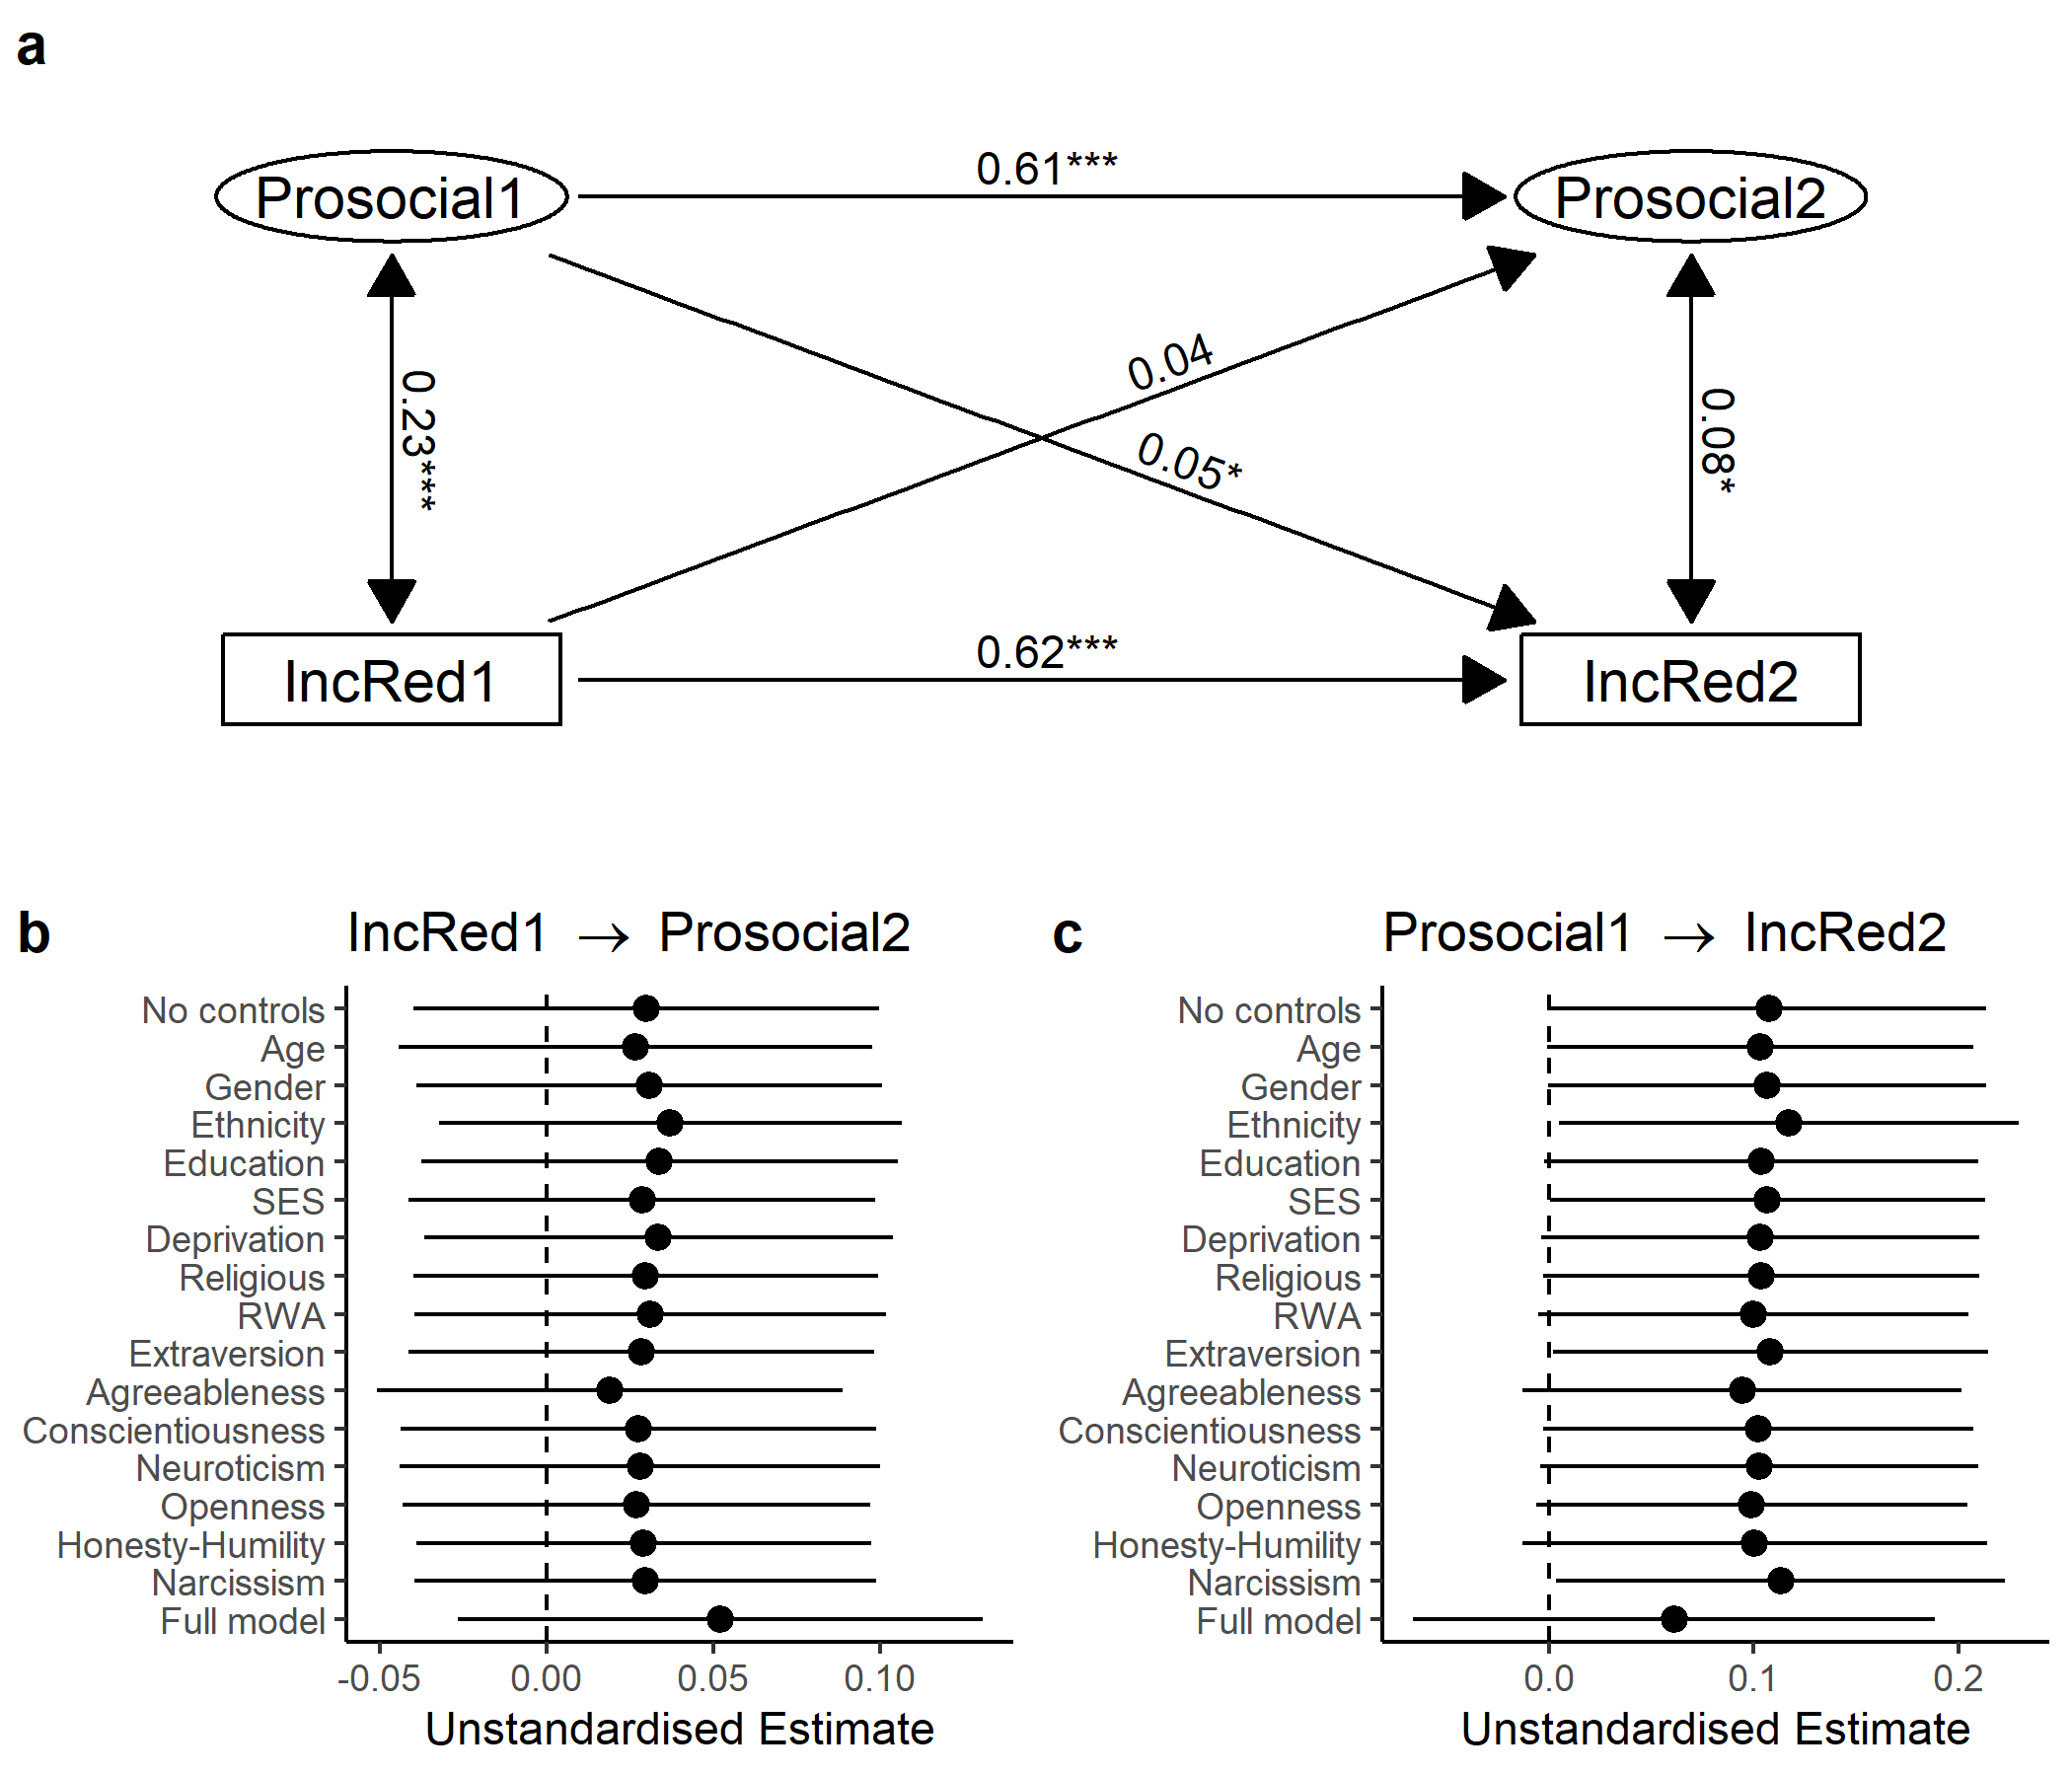 a
Prosocial1
0.61***
Prosocial2
0.23***
0.04
0.05*
0.08*
IncRed1
0.62***
IncRed2
b
IncRed1 → Prosocial2
No controls
Age
Gender
Ethnicity
Education
SES
Deprivation
Religious
RWA
Extraversion
Agreeableness
Conscientiousness
Neuroticism
Openness
Honesty-Humility
Narcissism
Full model
-0.05 0.00 0.05 0.10
Unstandardised Estimate
c
Prosocial1 → IncRed2
No controls
Age
Gender
Ethnicity
Education
SES
Deprivation
Religious
RWA
Extraversion
Agreeableness
Conscientiousness
Neuroticism
Openness
Honesty-Humility
Narcissism
Full model
0.0 0.1 0.2
Unstandardised Estimate